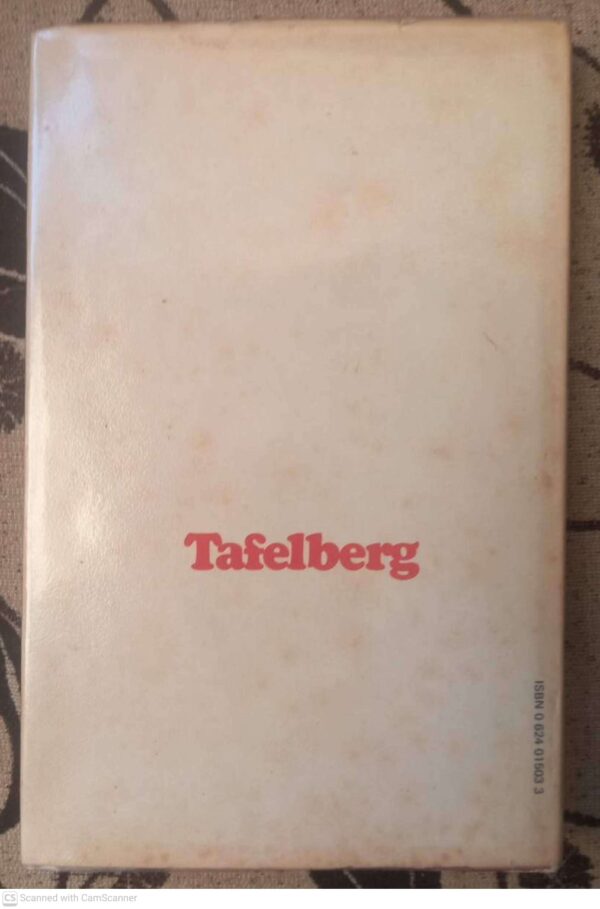 Tafelberg
ISBN 0 624 01503 3
CS Scanned with CamScanner